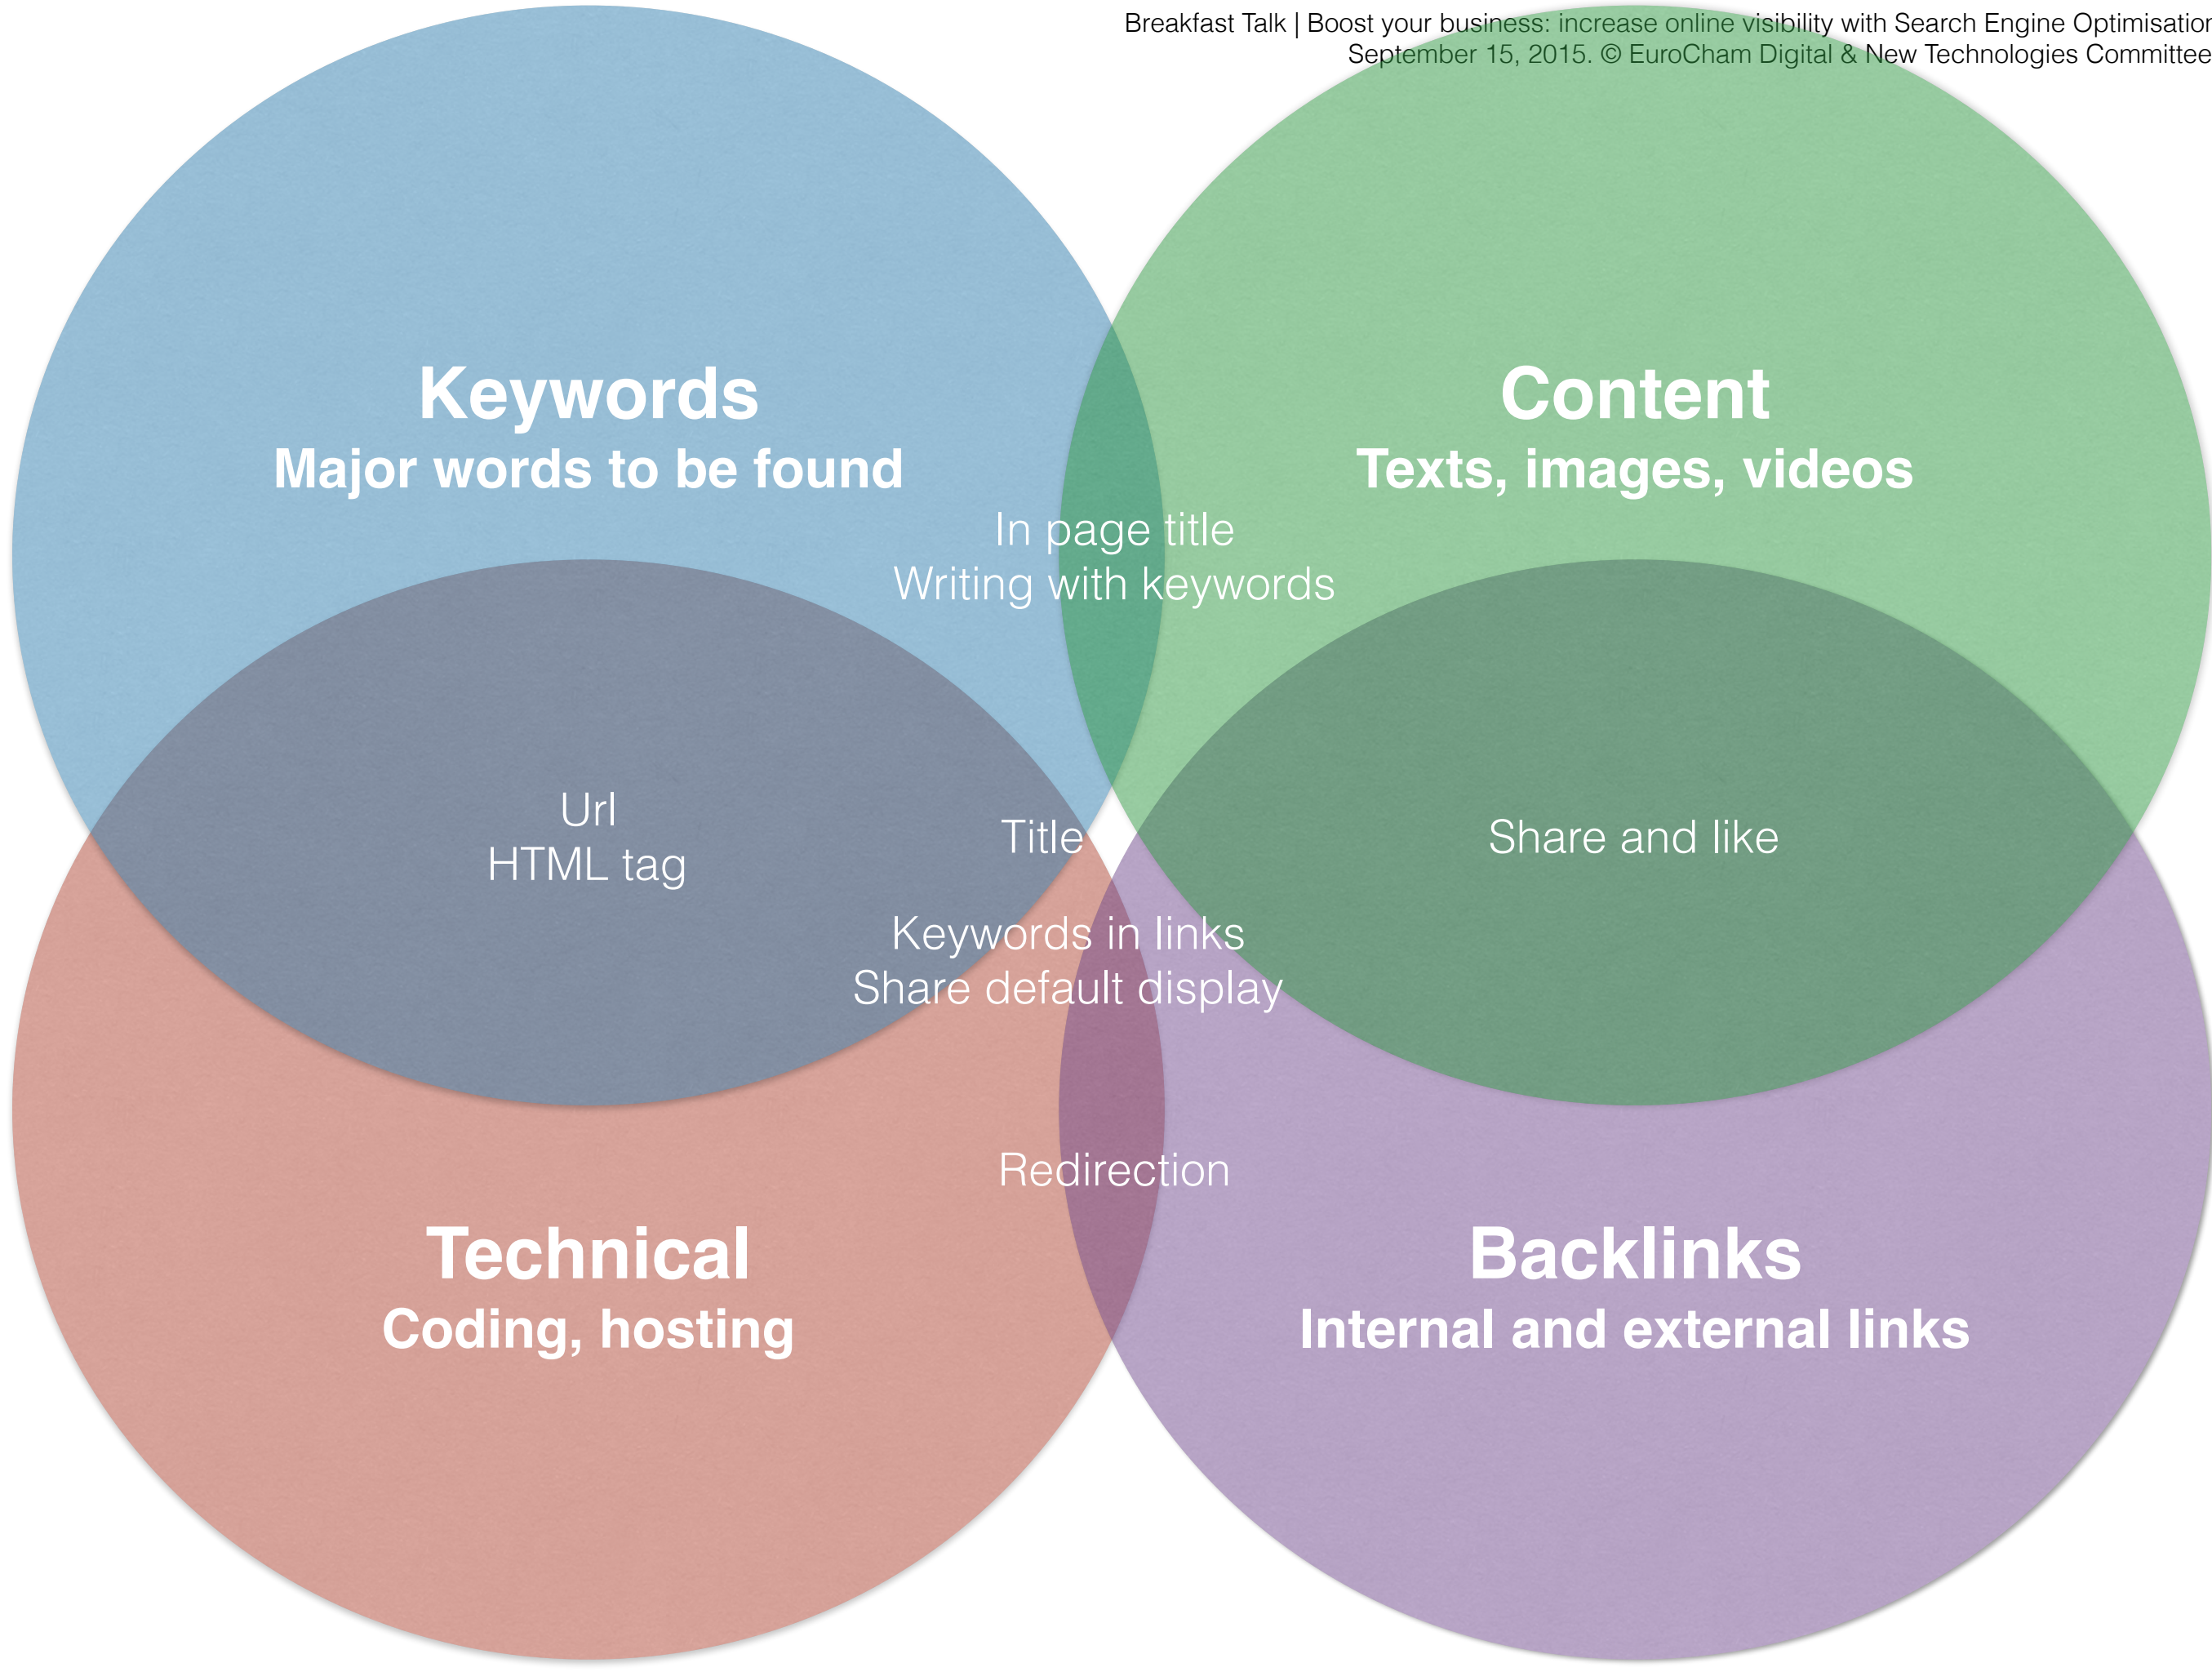 Breakfast Talk | Boost your business: increase online visibility with Search Engine Optimisation
September 15, 2015. © EuroCham Digital & New Technologies Committee
Keywords
Major words to be found
Content
Texts, images, videos
In page title
Writing with keywords
Url
HTML tag
Title
Share and like
Keywords in links
Share default display
Redirection
Technical
Coding, hosting
Backlinks
Internal and external links